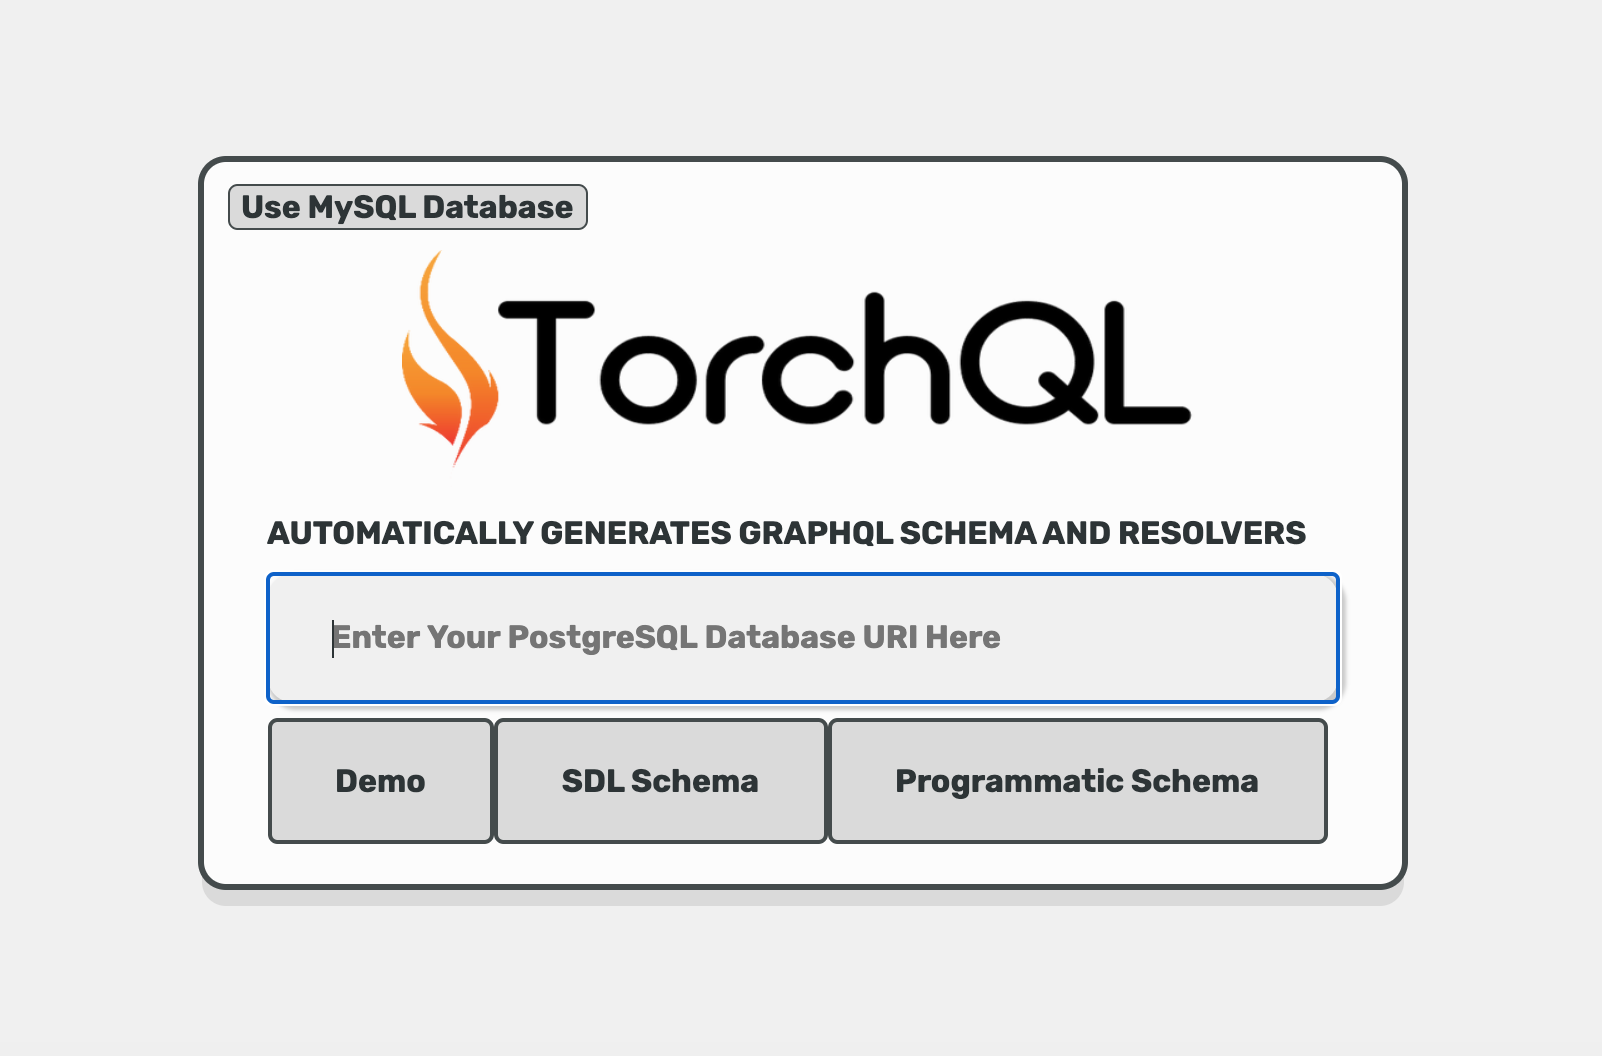 Use MySQL Database
TorchQL
AUTOMATICALLY GENERATES GRAPHQL SCHEMA AND RESOLVERS
Enter Your PostgreSQL Database URI Here
Demo
SDL Schema
Programmatic Schema